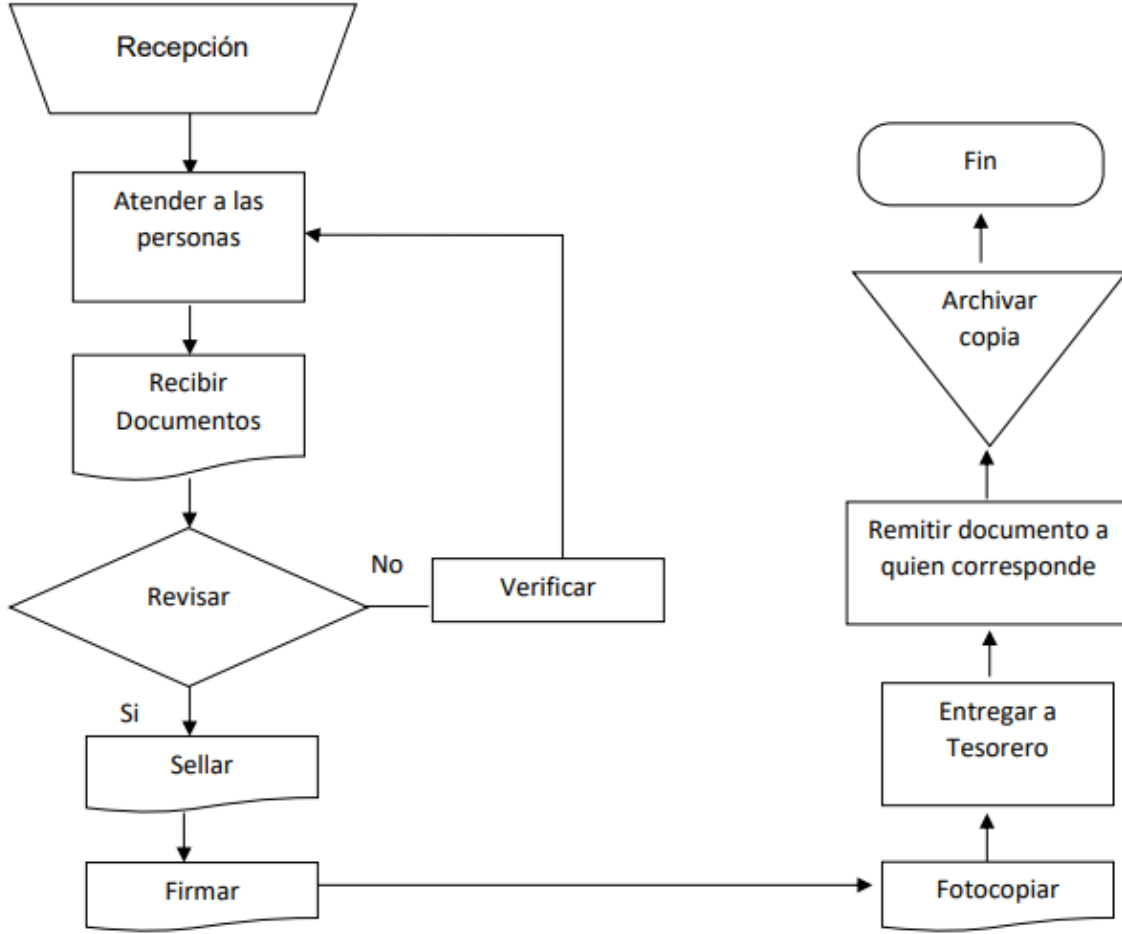 Recepción
Atender a las
personas
Recibir
Documentos
Revisar
No
Verificar
Si
Sellar
Firmar
Fotocopiar
Entregar a
Tesorero
Remitir documento a
quien corresponde
Archivar
copia
Fin